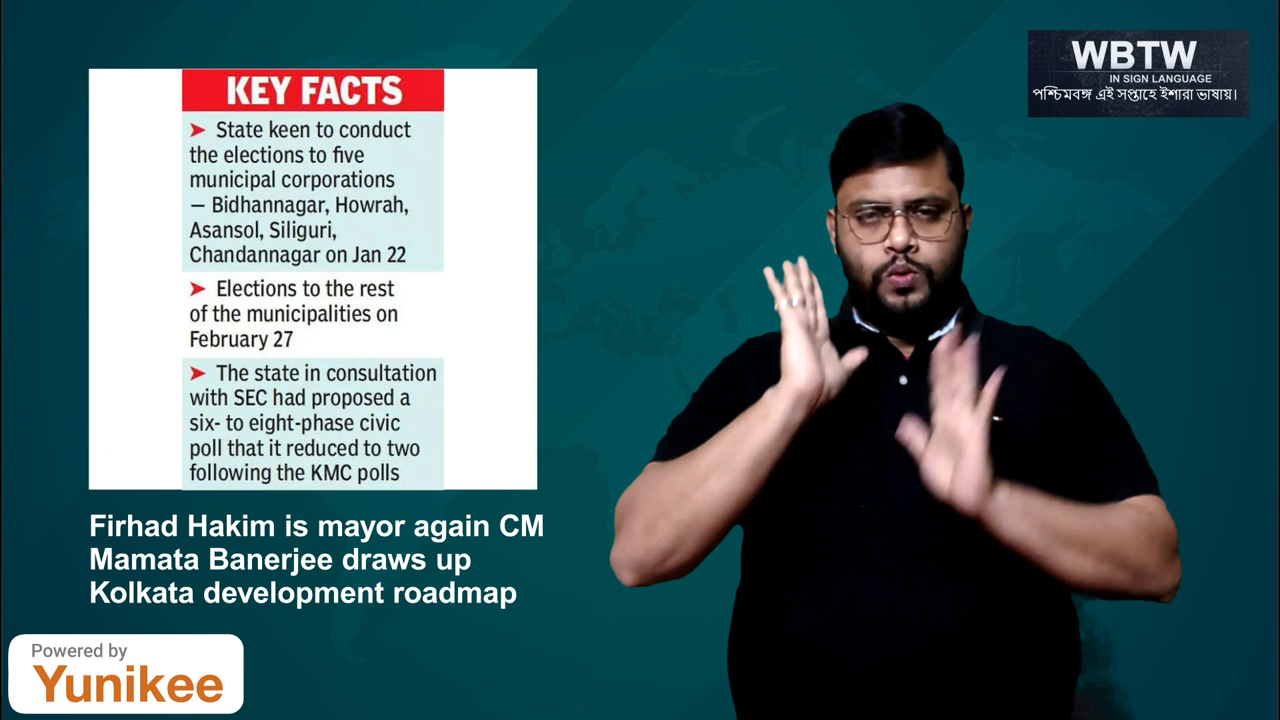 KEY FACTS
➤ State keen to conduct
the elections to five
municipal corporations
– Bidhannagar, Howrah,
Asansol, Siliguri,
Chandannagar on Jan 22
➤ Elections to the rest
of the municipalities on
February 27
➤ The state in consultation
with SEC had proposed a
six- to eight-phase civic
poll that it reduced to two
following the KMC polls
Firhad Hakim is mayor again CM
Mamata Banerjee draws up
Kolkata development roadmap
Powered by
Yunikee
WBTW
IN SIGN LANGUAGE
পশ্চিমবঙ্গ এই সপ্তাহে ইশারা ভাষায়।